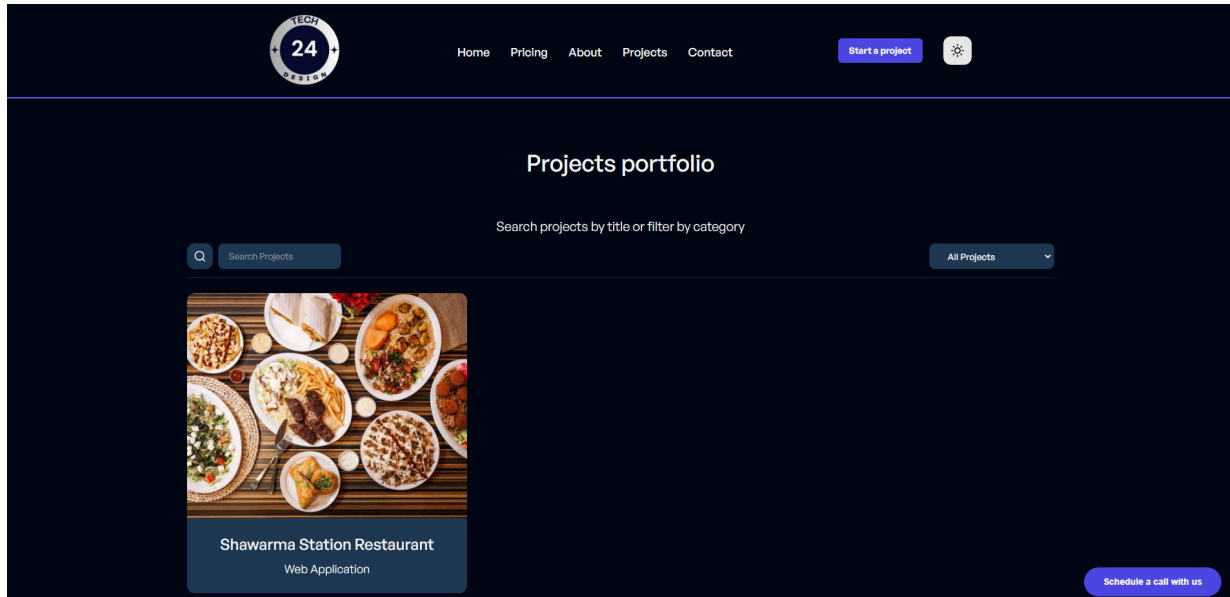 TECH
24
DESIGN
Home Pricing About Projects Contact
Start a project
Projects portfolio
Search projects by title or filter by category
Search Projects
All Projects
Shawarma Station Restaurant
Web Application
Schedule a call with us